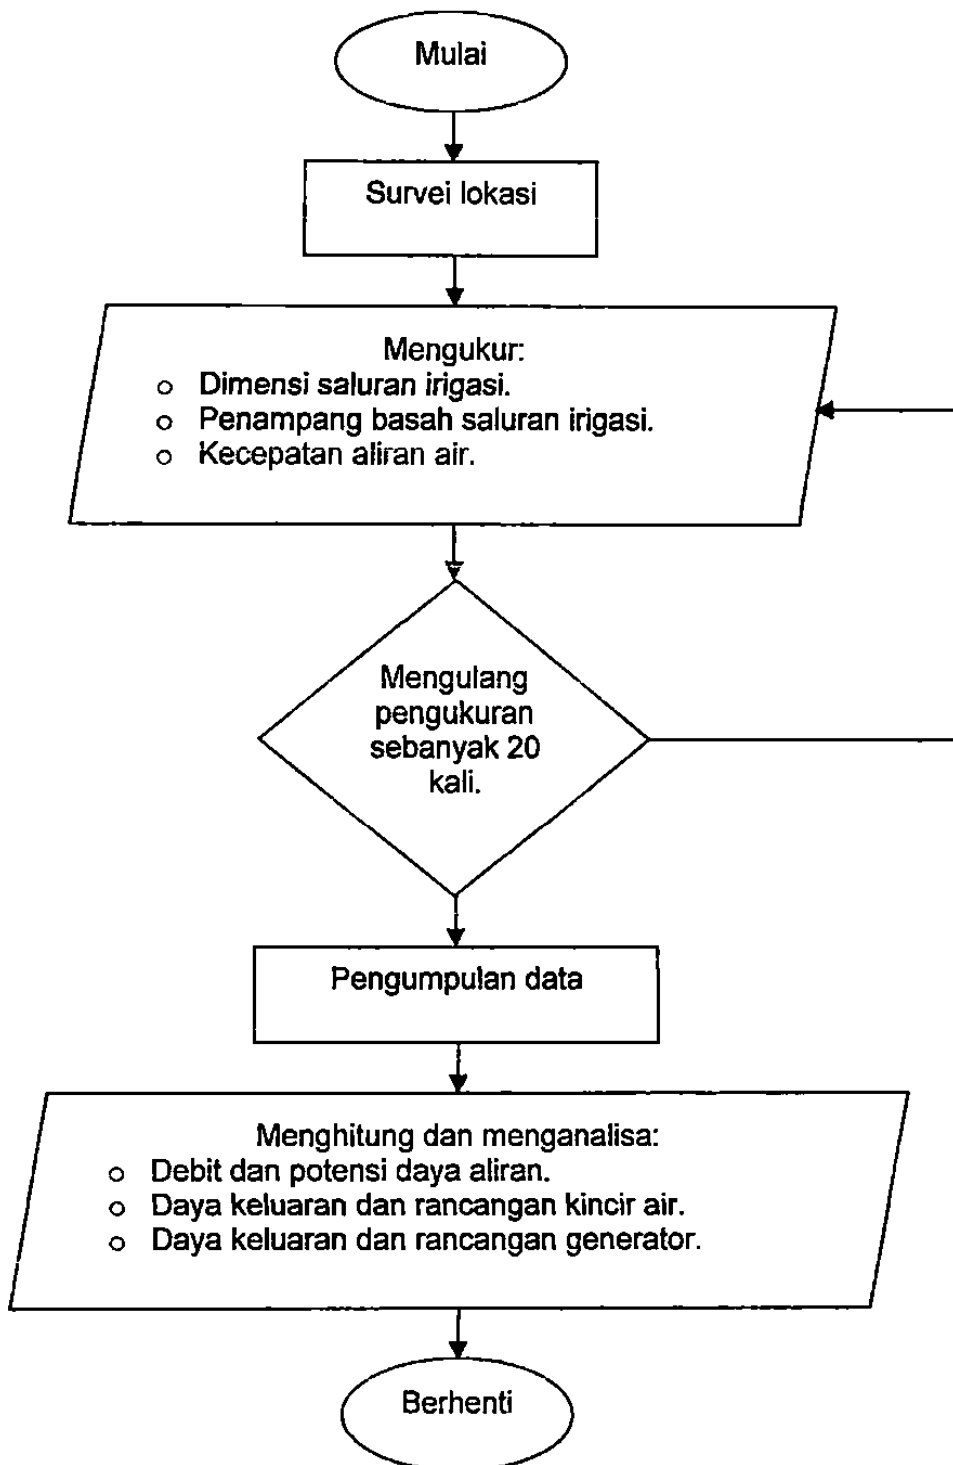 Mulai
Survei lokasi
Mengukur:
o Dimensi saluran irigasi.
o Penampang basah saluran irigasi.
o Kecepatan aliran air.
Mengulang
pengukuran
sebanyak 20
kali.
Pengumpulan data
Menghitung dan menganalisa:
o Debit dan potensi daya aliran.
o Daya keluaran dan rancangan kincir air.
o Daya keluaran dan rancangan generator.
Berhenti